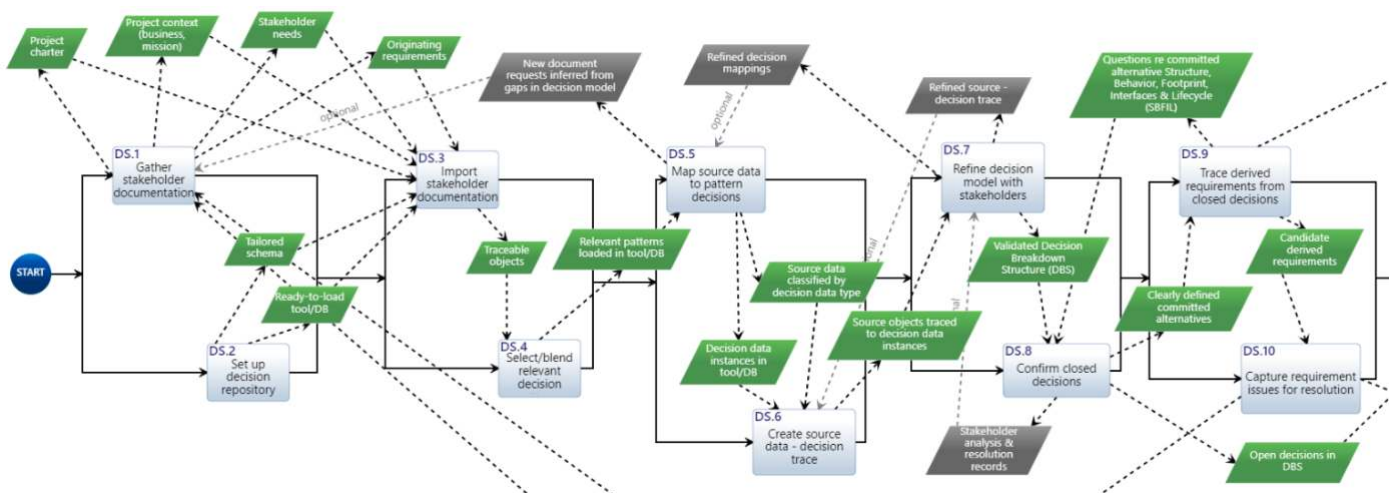 Project
charter
Project context
(business,
mission)
Stakeholder
needs
Originating
requirements
New document
requests inferred from
gaps in decision model
Refined decision
mappings
Refined source -
decision trace
Questions re committed
alternative Structure,
Behavior, Footprint,
Interfaces & Lifecycle
(SBFIL)
optional
optional
DS.1
Gather
stakeholder
documentation
DS.3
Import
stakeholder
documentation
DS.5
Map source data
to pattern
decisions
DS.7
Refine decision
model with
stakeholders
DS.9
Trace derived
requirements from
closed decisions
START
Tailored
schema
Ready-to-load
tool/DB
Traceable
objects
Relevant patterns
loaded in tool/DB
Source data
classified by
decision data type
Validated Decision
Breakdown
Structure (DBS)
Candidate
derived
requirements
Clearly defined
committed
alternatives
Source objects traced
to decision data
instances
Decision data
instances in
tool/DB
DS.2
Set up
decision
repository
DS.4
Select/blend
relevant
decision
DS.6
Create source
data - decision
trace
DS.8
Confirm closed
decisions
DS.10
Capture requirement
issues for resolution
Stakeholder
analysis &
resolution
records
Open decisions in
DBS